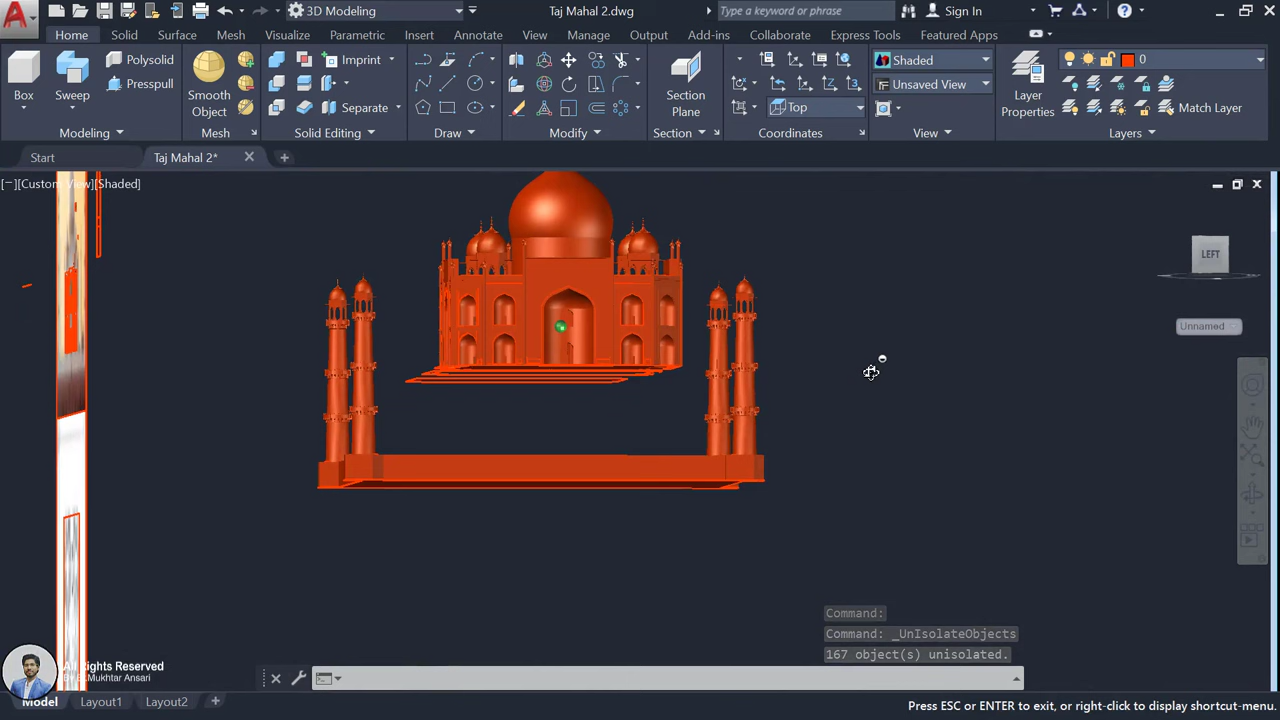 3D Modeling
Taj Mahal 2.dwg
Type a keyword or phrase
Sign In
Home Solid Surface Mesh Visualize Parametric Insert Annotate View Manage Output Add-ins Collaborate Express Tools Featured Apps
Box
Sweep
Polysolid
Presspull
Smooth
Object
Imprint
Separate
Section
Plane
Top
Shaded
Unsaved View
Layer
Properties
0
Match Layer
Modeling Mesh Solid Editing Draw Modify Section Coordinates View Layers
Start Taj Mahal 2*
[−][Custom View][Shaded]
LEFT
Unnamed
Command:
Command: _UnIsolateObjects
167 object(s) unisolated.
All Rights Reserved
Model Layout1 Layout2
Press ESC or ENTER to exit, or right-click to display shortcut-menu.